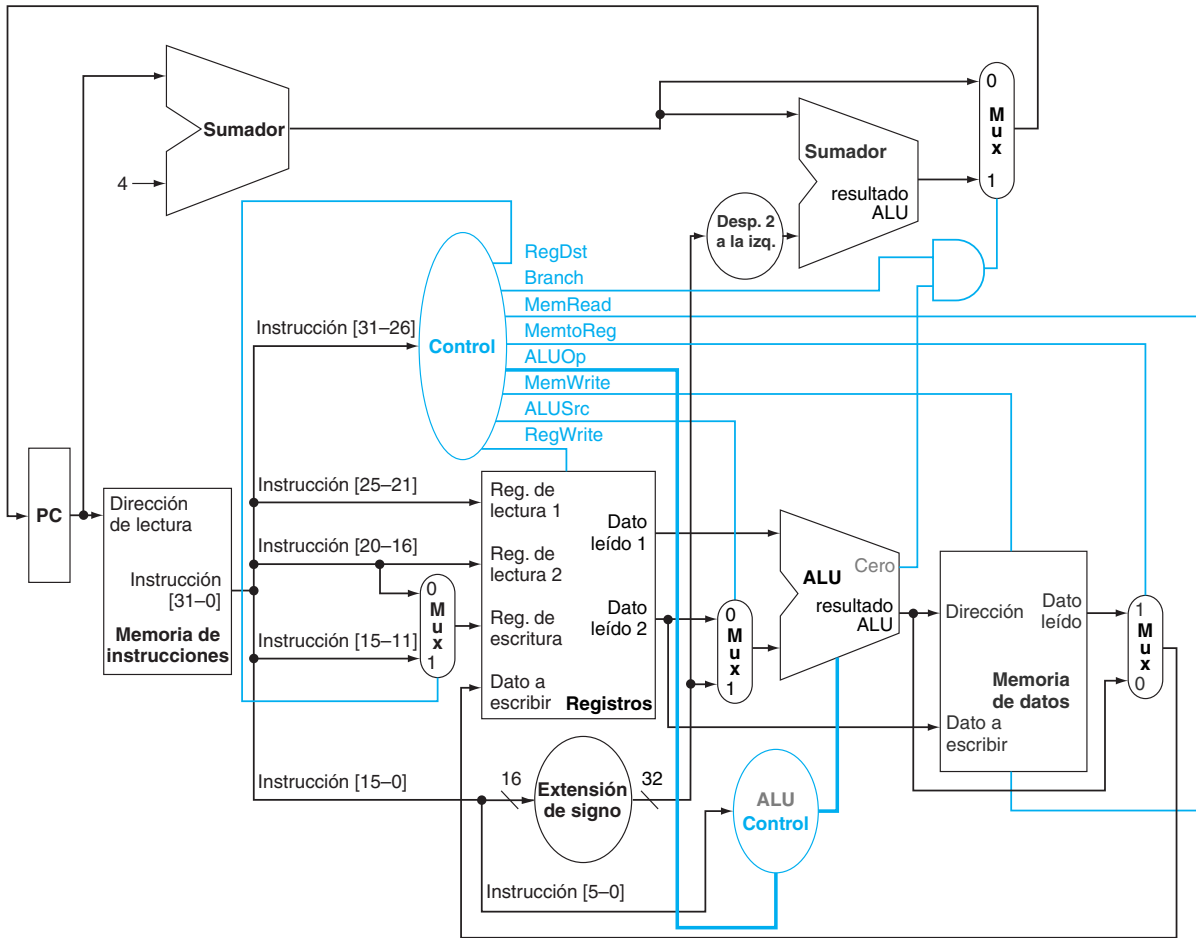 0
M
u
x
1
Sumador
4
Sumador
resultado
ALU
Desp. 2
a la izq.
RegDst
Branch
MemRead
MemtoReg
ALUOp
MemWrite
ALUSrc
RegWrite
Control
Instrucción [31–26]
Instrucción [25–21]
Instrucción [20–16]
Instrucción [15–11]
Instrucción [15–0]
Instrucción [5–0]
PC
Dirección
de lectura
Instrucción
[31–0]
Memoria de
instrucciones
0
M
u
x
1
Reg. de
lectura 1
Reg. de
lectura 2
Reg. de
escritura
Dato a
escribir
Dato
leído 1
Dato
leído 2
Registros
16
Extensión
de signo
32
0
M
u
x
1
Cero
ALU
resultado
ALU
ALU
Control
Dirección
Dato
leído
Memoria
de datos
Dato a
escribir
1
M
u
x
0